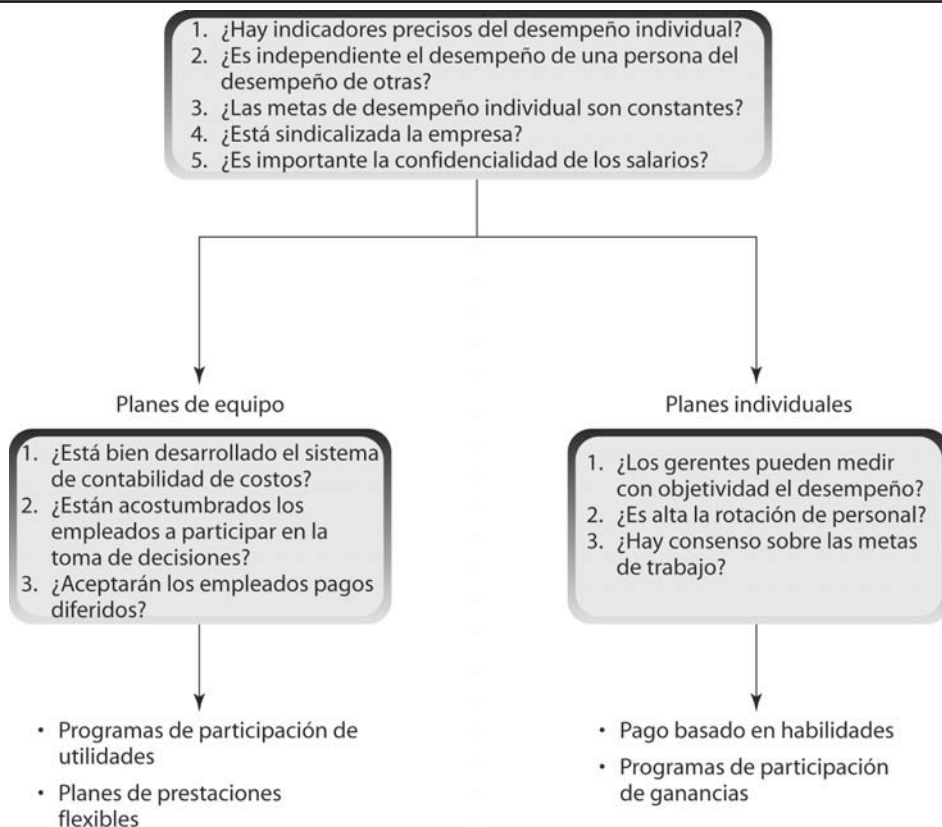 1. ¿Hay indicadores precisos del desempeño individual?
2. ¿Es independiente el desempeño de una persona del
desempeño de otras?
3. ¿Las metas de desempeño individual son constantes?
4. ¿Está sindicalizada la empresa?
5. ¿Es importante la confidencialidad de los salarios?
Planes de equipo
1. ¿Está bien desarrollado el sistema
de contabilidad de costos?
2. ¿Están acostumbrados los
empleados a participar en la
toma de decisiones?
3. ¿Aceptarán los empleados pagos
diferidos?
• Programas de participación de
utilidades
• Planes de prestaciones
flexibles
Planes individuales
1. ¿Los gerentes pueden medir
con objetividad el desempeño?
2. ¿Es alta la rotación de personal?
3. ¿Hay consenso sobre las metas
de trabajo?
• Pago basado en habilidades
• Programas de participación
de ganancias